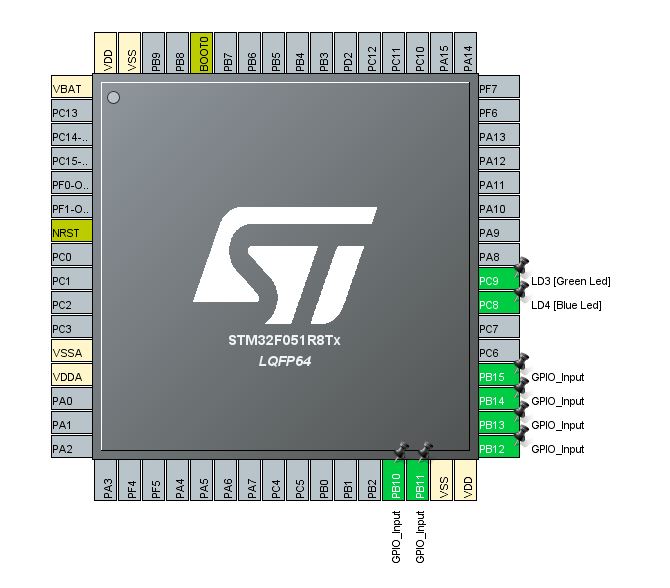 VDD
VSS
PB9
PB8
BOOT0
PB7
PB6
PB5
PB4
PB3
PD2
PC12
PC11
PC10
PA15
PA14
VBAT
PC13
PC14-..
PC15-..
PF0-O..
PF1-O..
NRST
PC0
PC1
PC2
PC3
VSSA
VDDA
PA0
PA1
PA2
ST
STM32F051R8Tx
LQFP64
PF7
PF6
PA13
PA12
PA11
PA10
PA9
PA8
PC9 LD3 [Green Led]
PC8 LD4 [Blue Led]
PC7
PC6
PB15 GPIO_Input
PB14 GPIO_Input
PB13 GPIO_Input
PB12 GPIO_Input
PA3
PF4
PF5
PA4
PA5
PA6
PA7
PC4
PC5
PB0
PB1
PB2
PB10
PB11
VSS
VDD
GPIO_Input
GPIO_Input